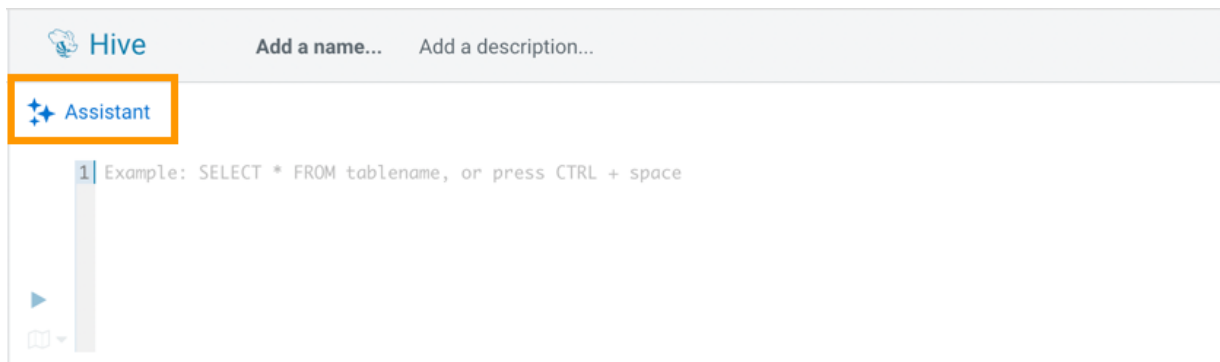 Hive Add a name... Add a description...
Assistant
1 Example: SELECT * FROM tablename, or press CTRL + space